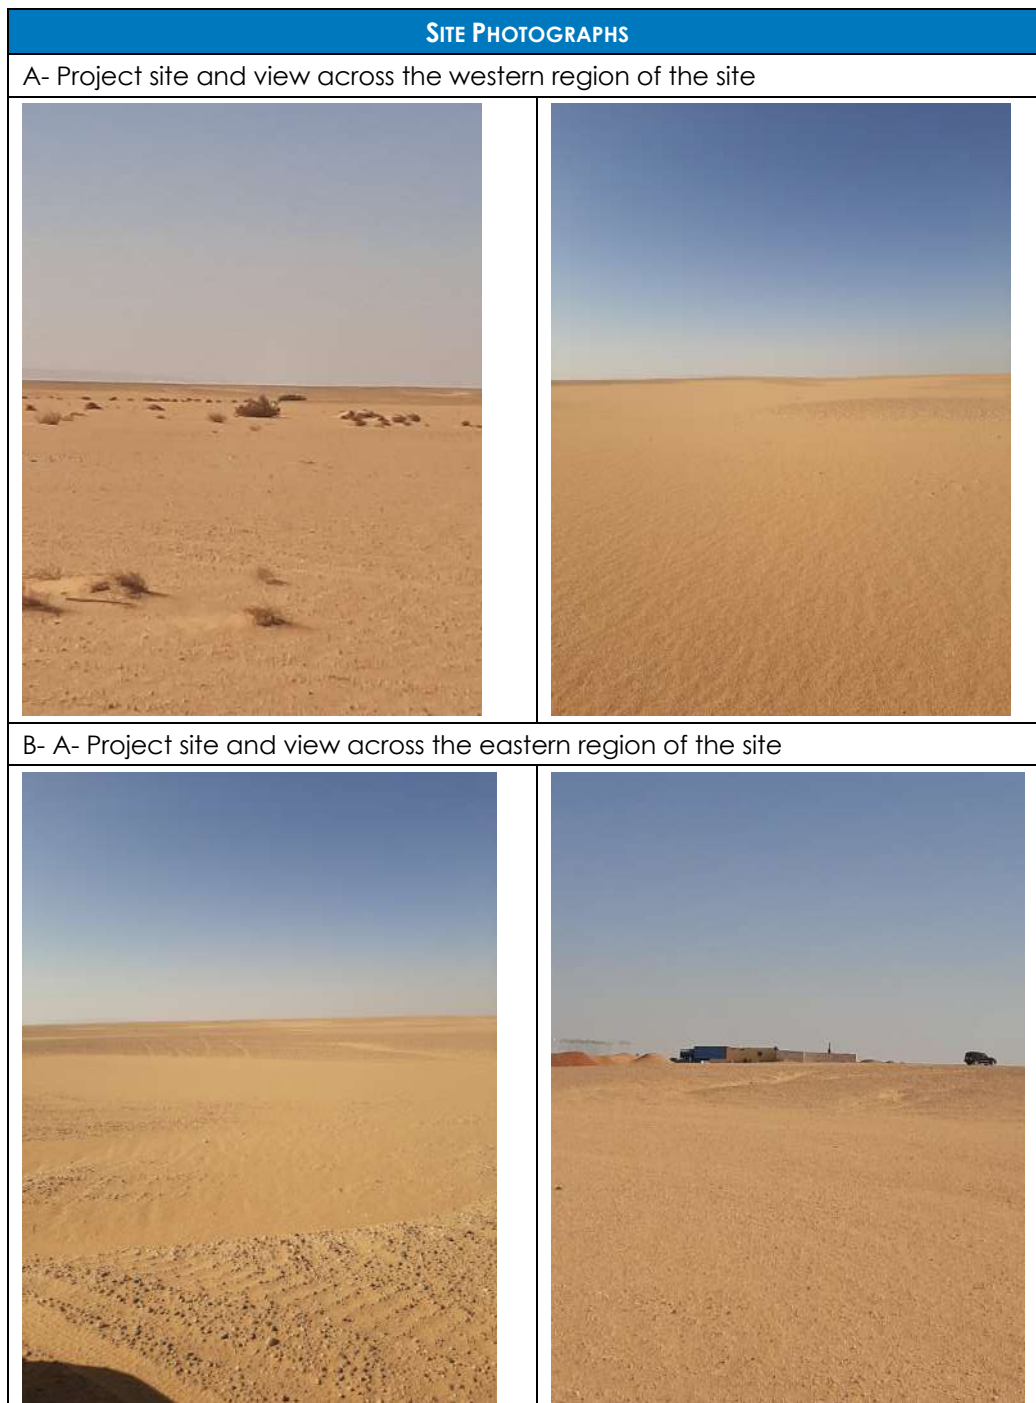 SITE PHOTOGRAPHS
A- Project site and view across the western region of the site
B- A- Project site and view across the eastern region of the site